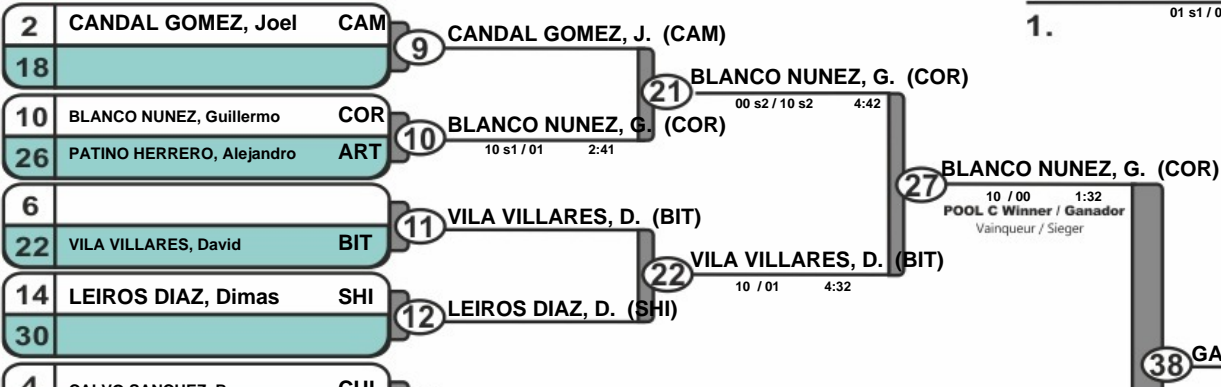 2 CANDAL GOMEZ, Joel CAM
18
9 CANDAL GOMEZ, J. (CAM)
10 BLANCO NUNEZ, Guillermo COR
26 PATINO HERRERO, Alejandro ART
10 BLANCO NUNEZ, G. (COR)
10 s1 / 01 2:41
21 BLANCO NUNEZ, G. (COR)
00 s2 / 10 s2 4:42
6
22 VILA VILLARES, David BIT
11 VILA VILLARES, D. (BIT)
14 LEIROS DIAZ, Dimas SHI
30
12 LEIROS DIAZ, D. (SHI)
22 VILA VILLARES, D. (BIT)
10 / 01 4:32
27 BLANCO NUNEZ, G. (COR)
10 / 00 1:32
POOL C Winner / Ganador
Vainqueur / Sieger
01 s1 / 0
1.
38 GA
4